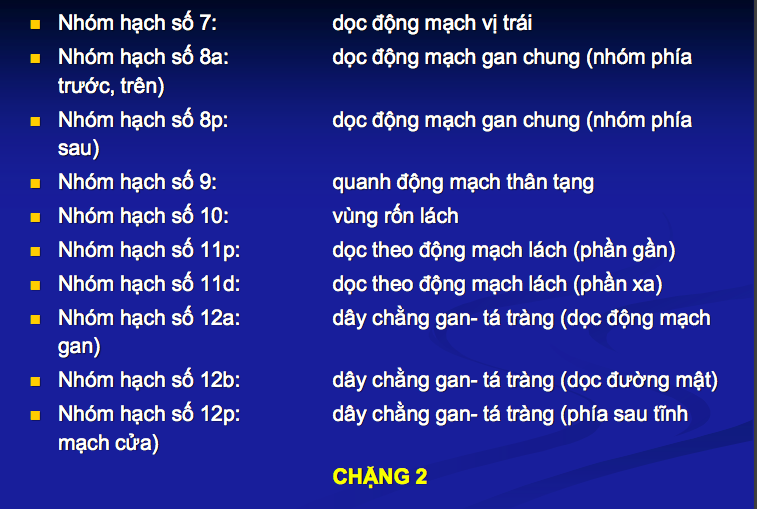 Nhóm hạch số 7: dọc động mạch vị trái
Nhóm hạch số 8a: dọc động mạch gan chung (nhóm phía
trước, trên)
Nhóm hạch số 8p: dọc động mạch gan chung (nhóm phía
sau)
Nhóm hạch số 9: quanh động mạch thân tạng
Nhóm hạch số 10: vùng rốn lách
Nhóm hạch số 11p: dọc theo động mạch lách (phần gần)
Nhóm hạch số 11d: dọc theo động mạch lách (phần xa)
Nhóm hạch số 12a: dây chằng gan- tá tràng (dọc động mạch
gan)
Nhóm hạch số 12b: dây chằng gan- tá tràng (dọc đường mật)
Nhóm hạch số 12p: dây chằng gan- tá tràng (phía sau tĩnh
mạch cửa)
CHẶNG 2